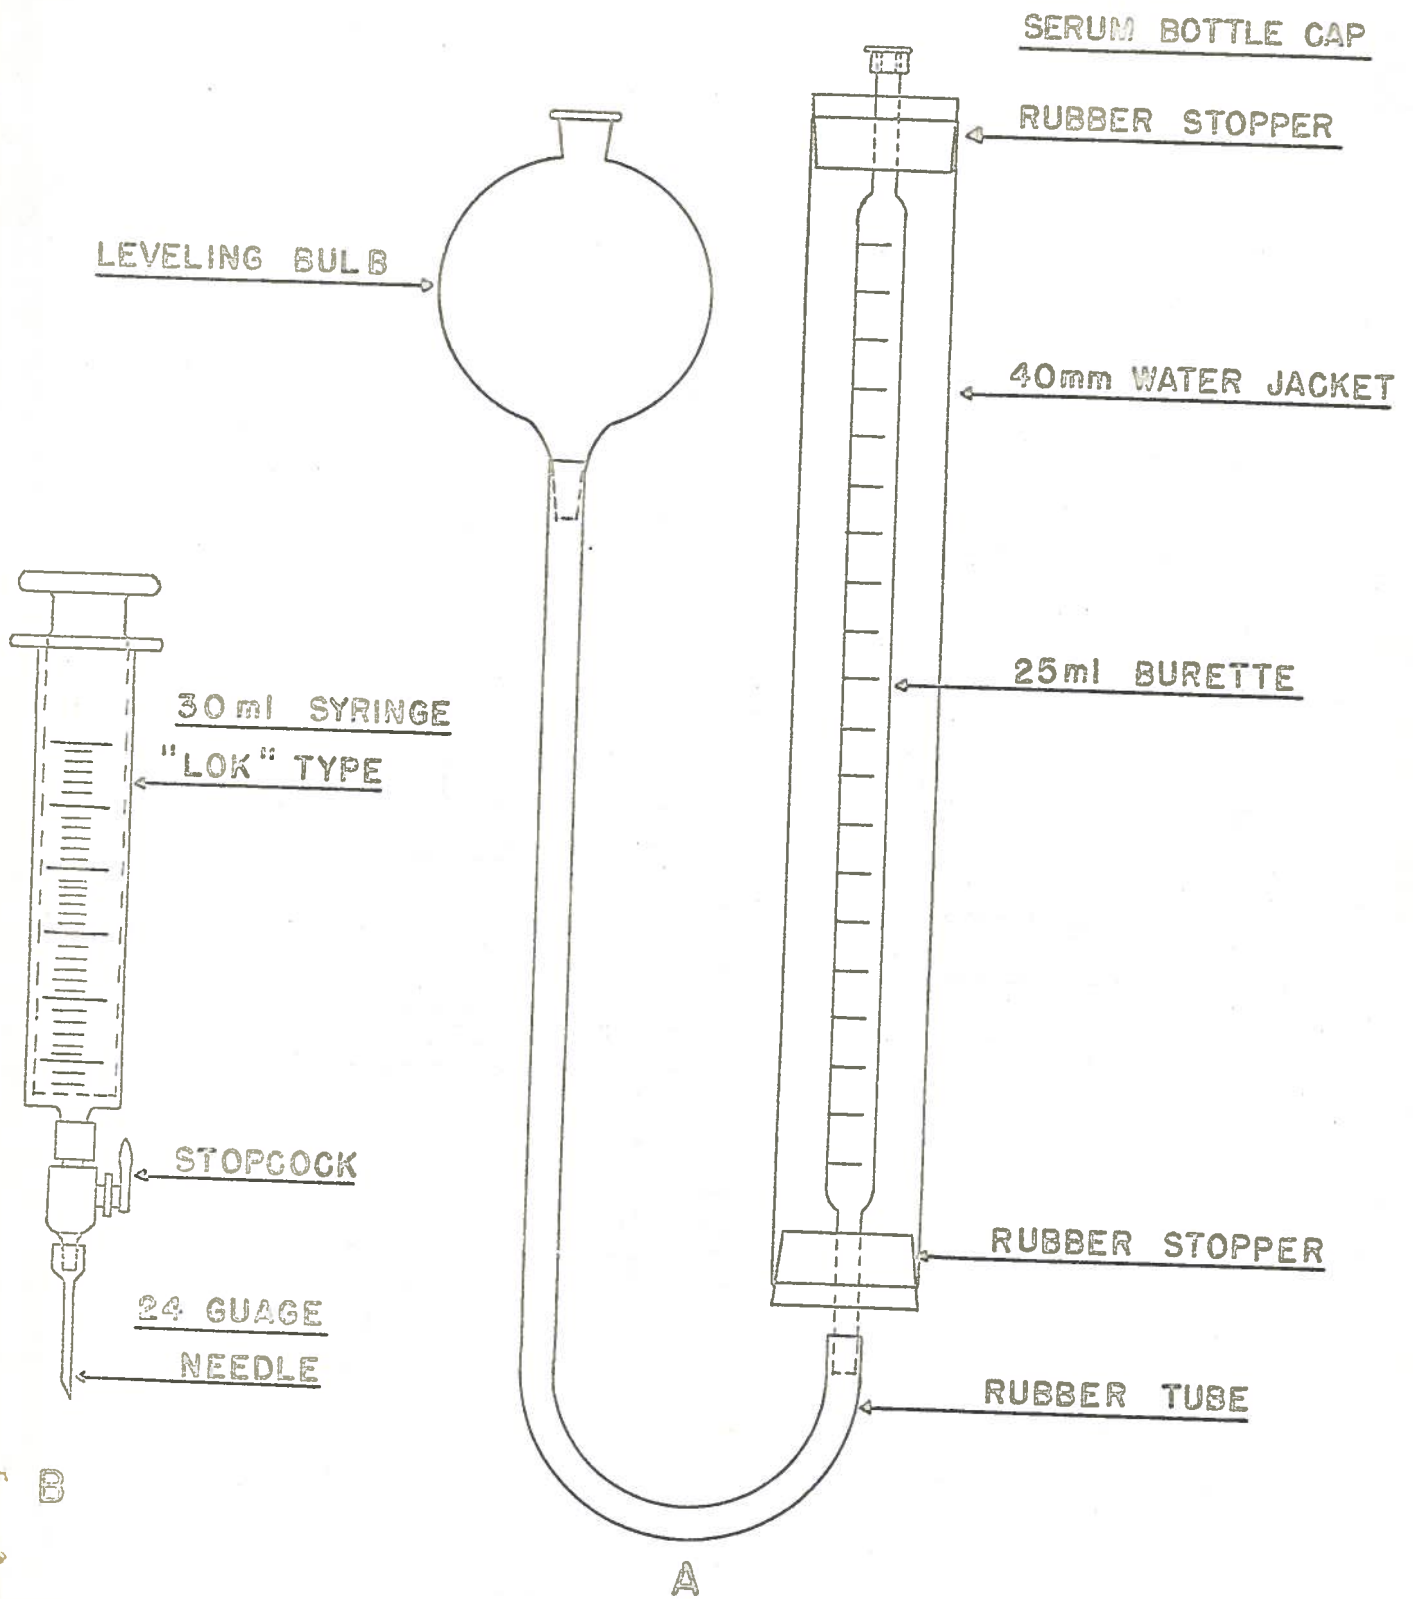 SERUM BOTTLE CAP
RUBBER STOPPER
LEVELING BULB
40mm WATER JACKET
25ml BURETTE
30ml SYRINGE
"LOK" TYPE
STOPCOCK
RUBBER STOPPER
24 GUAGE
NEEDLE
RUBBER TUBE
B
A